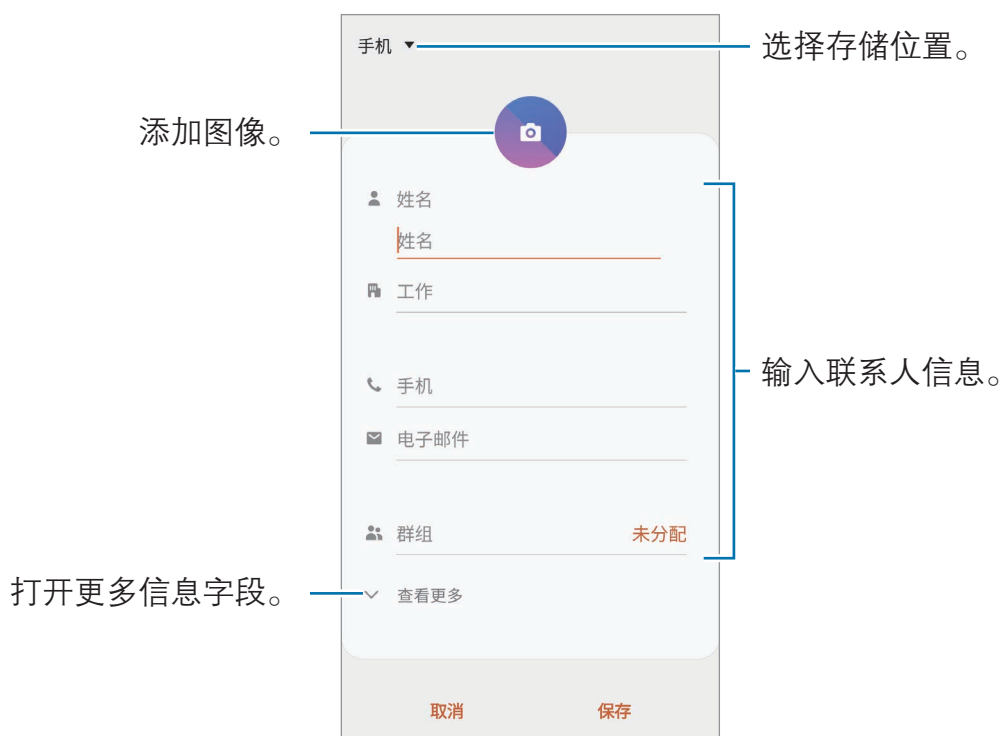 手机
选择存储位置。
添加图像。
姓名
姓名
工作
手机
输入联系人信息。
电子邮件
群组 未分配
打开更多信息字段。
查看更多
取消 保存